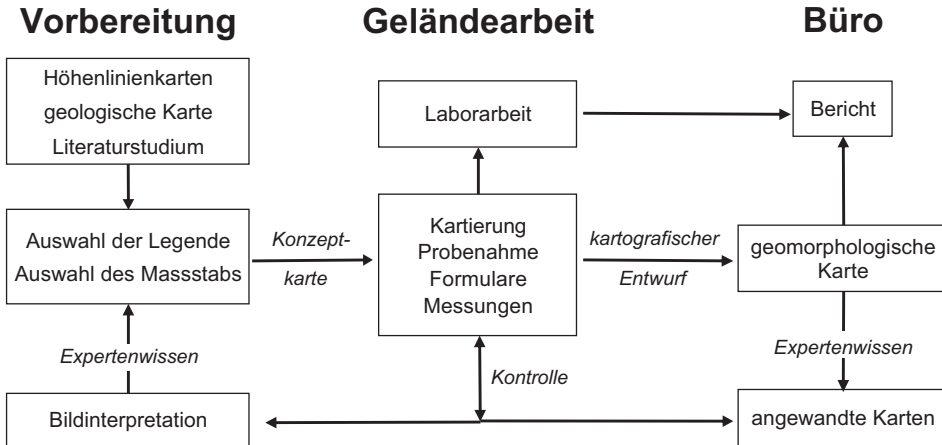 Vorbereitung
Geländearbeit
Büro
Höhenlinienkarten
geologische Karte
Literaturstudium
Laborarbeit
Bericht
Auswahl der Legende
Auswahl des Massstabs
Konzept-
karte
Kartierung
Probenahme
Formulare
Messungen
kartografischer
Entwurf
geomorphologische
Karte
Expertenwissen
Kontrolle
Expertenwissen
Bildinterpretation
angewandte Karten